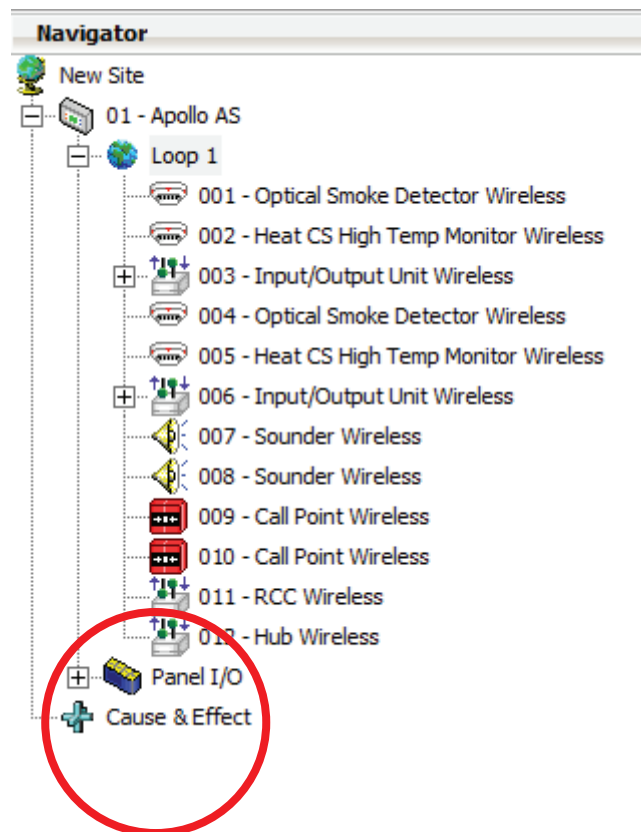 Navigator
New Site
01 - Apollo AS
Loop 1
001 - Optical Smoke Detector Wireless
002 - Heat CS High Temp Monitor Wireless
003 - Input/Output Unit Wireless
004 - Optical Smoke Detector Wireless
005 - Heat CS High Temp Monitor Wireless
006 - Input/Output Unit Wireless
007 - Sounder Wireless
008 - Sounder Wireless
009 - Call Point Wireless
010 - Call Point Wireless
011 - RCC Wireless
012 - Hub Wireless
Panel I/O
Cause & Effect